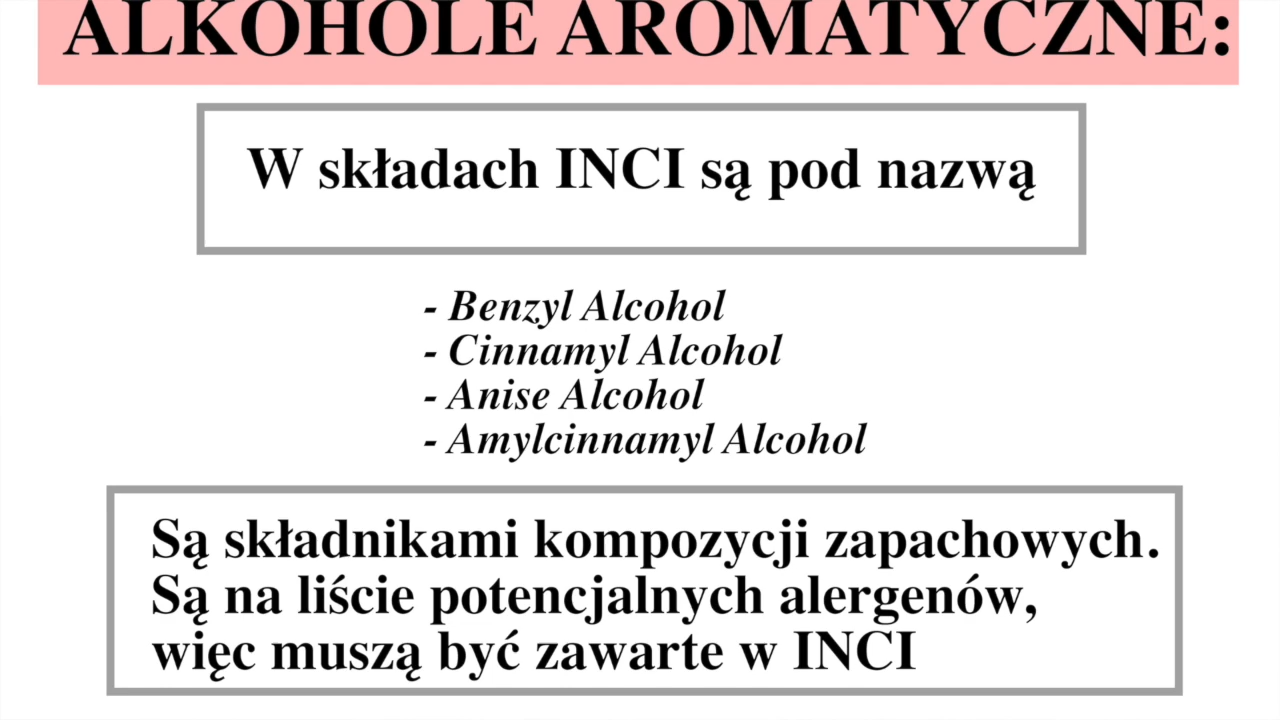 ALKOHOLE AROMATYCZNE:
W składach INCI są pod nazwą
- Benzyl Alcohol
- Cinnamyl Alcohol
- Anise Alcohol
- Amylcinnamyl Alcohol
Są składnikami kompozycji zapachowych.
Są na liście potencjalnych alergenów,
więc muszą być zawarte w INCI